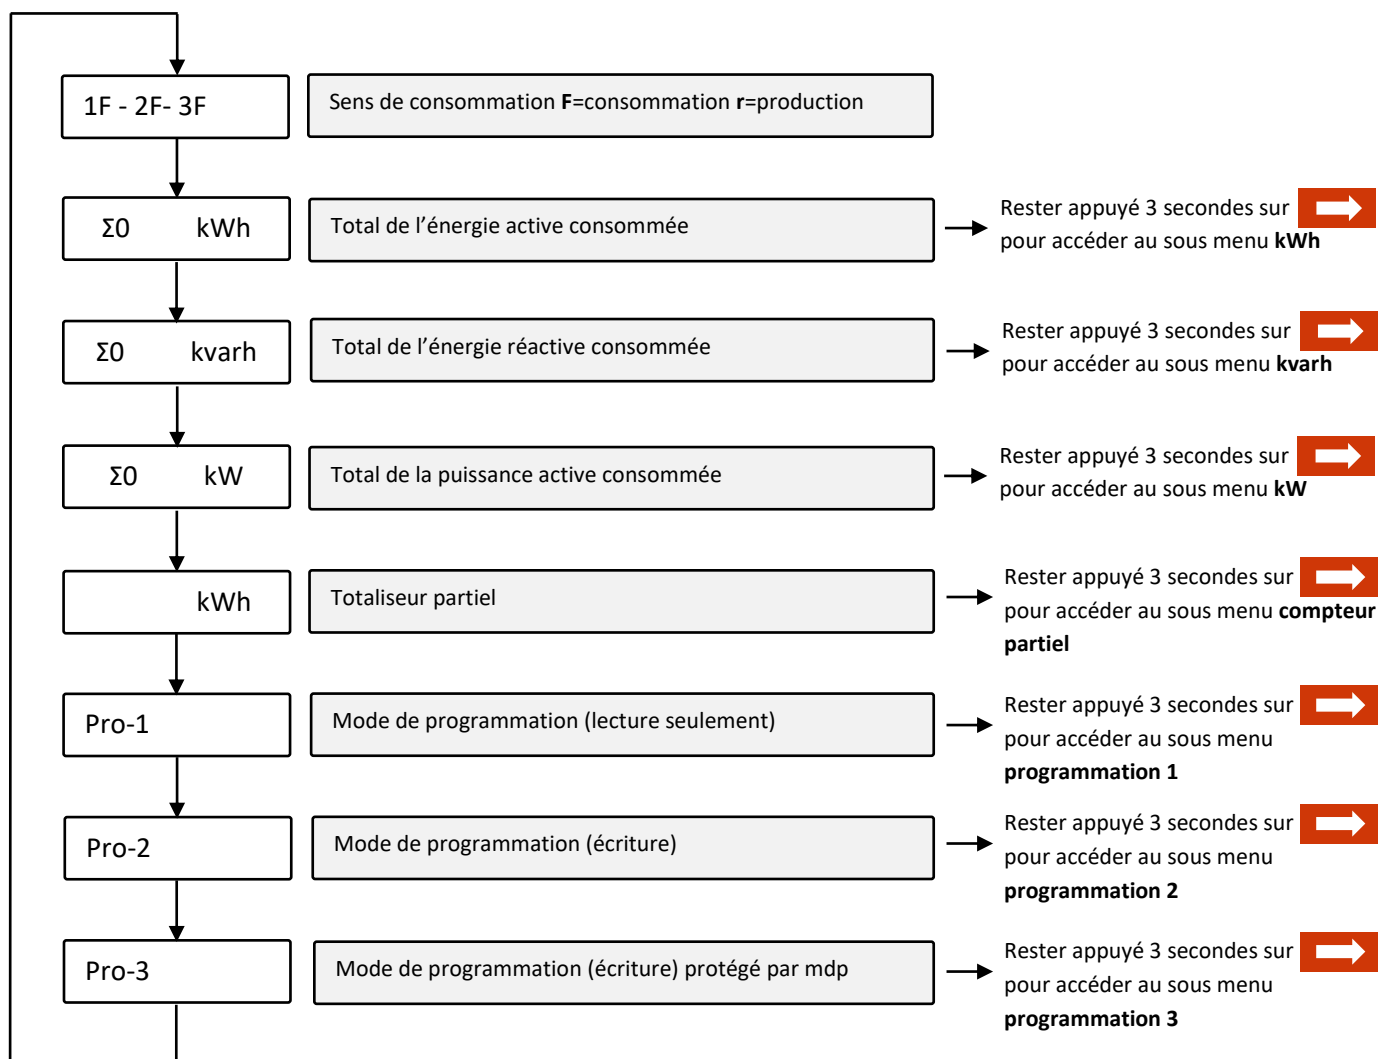 1F - 2F- 3F
Sens de consommation F=consommation r=production
Σ0 kWh
Total de l’énergie active consommée
Rester appuyé 3 secondes sur
pour accéder au sous menu kWh
Σ0 kvarh
Total de l’énergie réactive consommée
Rester appuyé 3 secondes sur
pour accéder au sous menu kvarh
Σ0 kW
Total de la puissance active consommée
Rester appuyé 3 secondes sur
pour accéder au sous menu kW
kWh
Totaliseur partiel
Rester appuyé 3 secondes sur
pour accéder au sous menu compteur
partiel
Pro-1
Mode de programmation (lecture seulement)
Rester appuyé 3 secondes sur
pour accéder au sous menu
programmation 1
Pro-2
Mode de programmation (écriture)
Rester appuyé 3 secondes sur
pour accéder au sous menu
programmation 2
Pro-3
Mode de programmation (écriture) protégé par mdp
Rester appuyé 3 secondes sur
pour accéder au sous menu
programmation 3